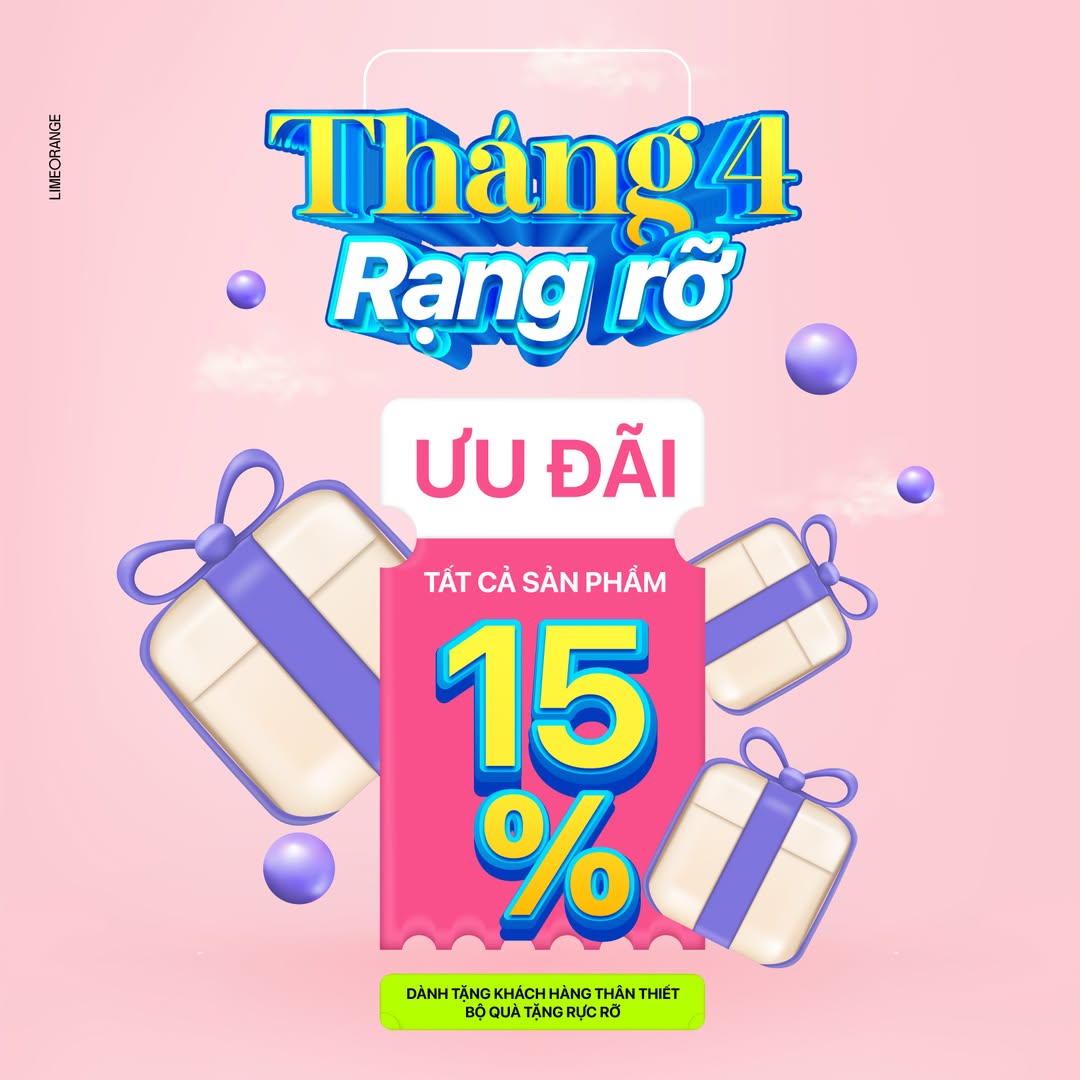 LIMEORANGE
Tháng 4
Rạng rỡ
ƯU ĐÃI
TẤT CẢ SẢN PHẨM
15
%
DÀNH TẶNG KHÁCH HÀNG THÂN THIẾT
BỘ QUÀ TẶNG RỰC RỠ